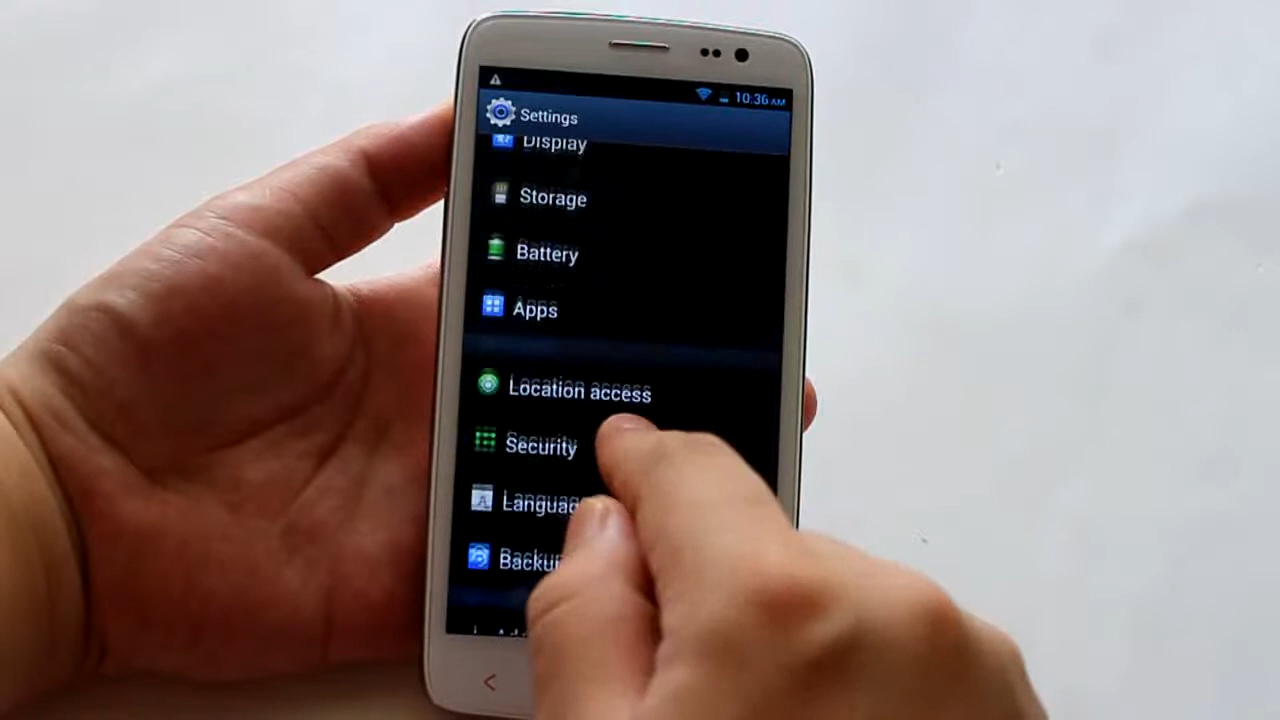 10:36 AM
Settings
Display
Storage
Battery
Apps
Location access
Security